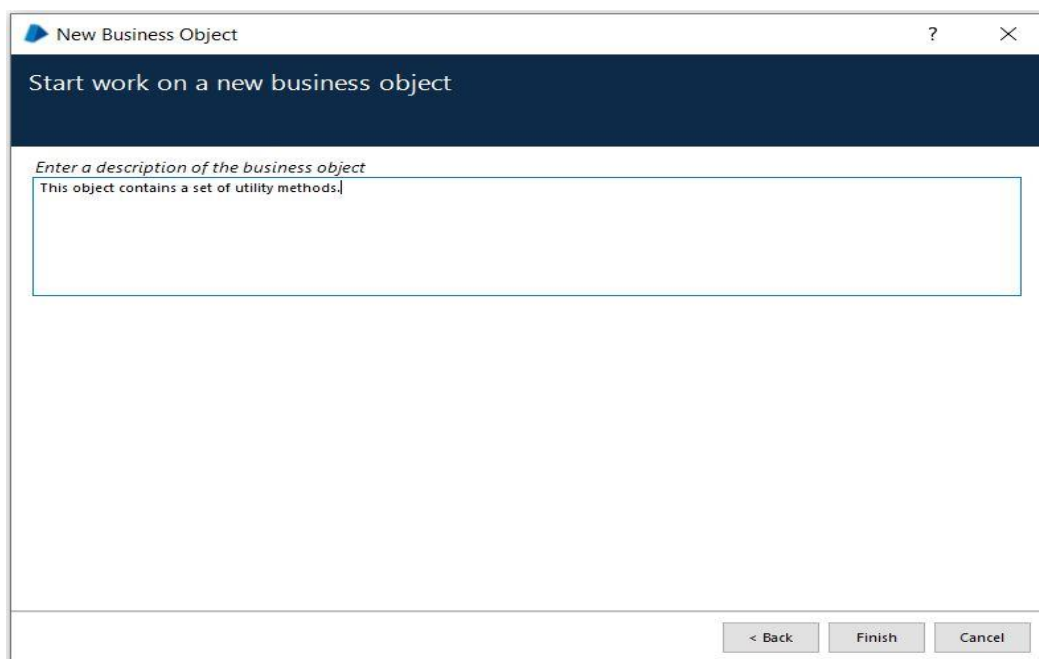 New Business Object
?
Start work on a new business object
Enter a description of the business object
This object contains a set of utility methods.
< Back
Finish
Cancel